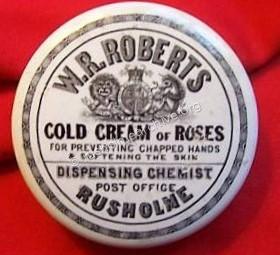 W.R. ROBERTS
COLD CREAM OF ROSES
FOR PREVENTING CHAPPED HANDS
& SOFTENING THE SKIN
DISPENSING CHEMIST
POST OFFICE
RUSHOLME